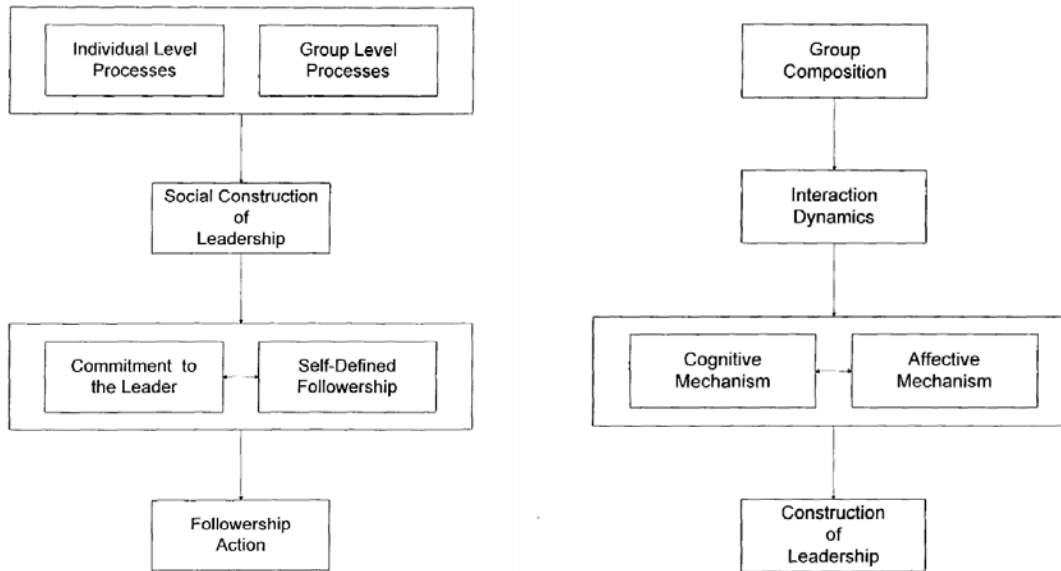 Individual Level
Processes
Group Level
Processes
Social Construction
of
Leadership
Commitment to
the Leader
Self-Defined
Followership
Followership
Action
Group
Composition
Interaction
Dynamics
Cognitive
Mechanism
Affective
Mechanism
Construction
of
Leadership